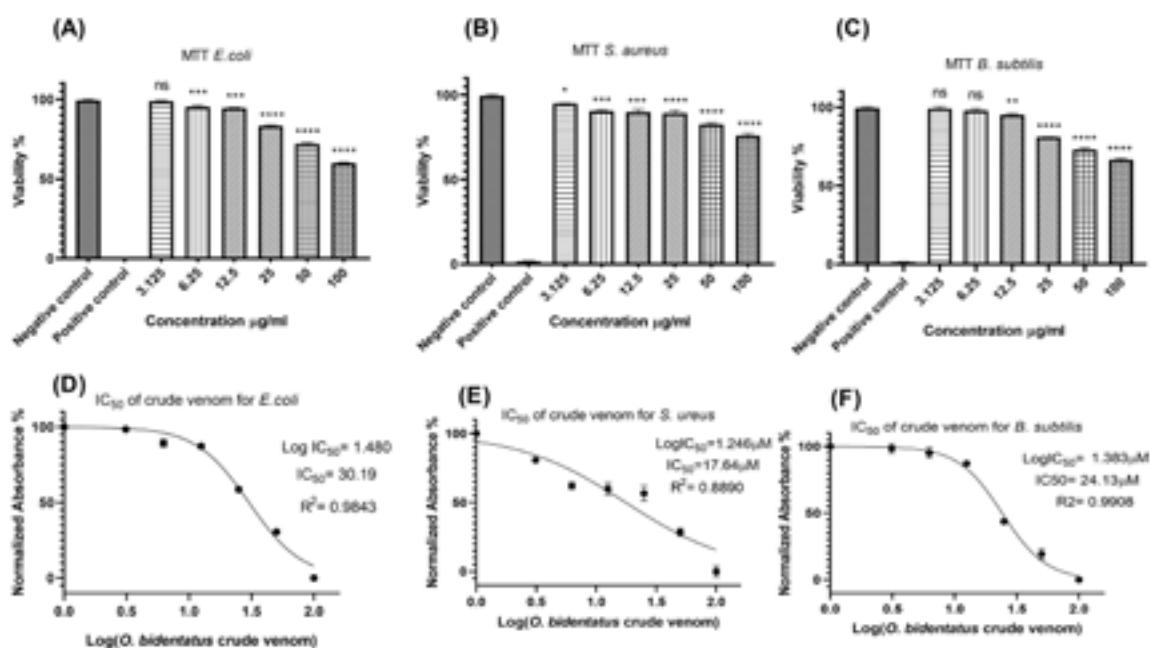 (A)
MTT E.coli
Viability %
100
50
0
ns
***
***
****
****
****
Negative control
Positive control
3.125
6.25
12.5
25
50
100
Concentration µg/ml
(B)
MTT S. aureus
Viability %
100
50
0
*
***
***
****
****
****
Negative control
Positive control
3.125
6.25
12.5
25
50
100
Concentration µg/ml
(C)
MTT B. subtilis
Viability %
100
50
0
ns
ns
**
****
****
****
Negative control
Positive control
3.125
6.25
12.5
25
50
100
Concentration µg/ml
(D)
IC50 of crude venom for E.coli
Normalized Absorbance %
100
50
0
Log IC50= 1.480
IC50= 30.19
R2= 0.9843
0.0
0.5
1.0
1.5
2.0
Log(O. bidentatus crude venom)
(E)
IC50 of crude venom for S. ureus
Normalized Absorbance %
100
50
0
LogIC50=1.246µM
IC50=17.64µM
R2= 0.8890
0.0
0.5
1.0
1.5
2.0
Log(O. bidentatus crude venom)
(F)
IC50 of crude venom for B. subtilis
Normalized Absorbance %
100
50
0
LogIC50= 1.383µM
IC50= 24.13µM
R2= 0.9908
0.0
0.5
1.0
1.5
2.0
Log(O. bidentatus crude venom)